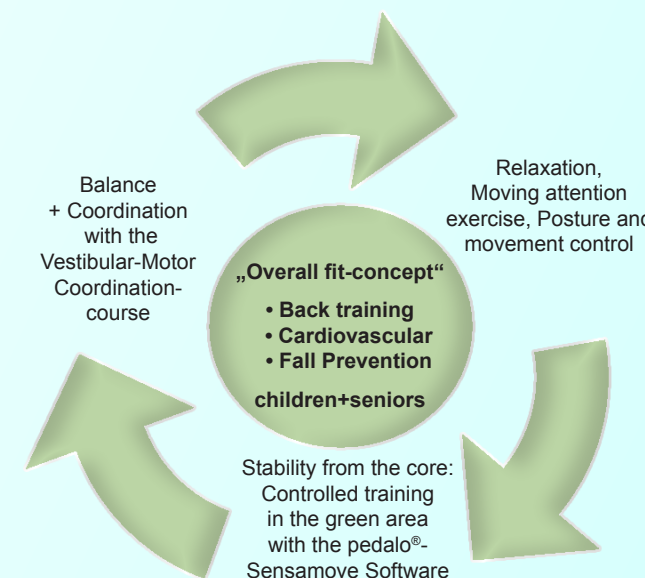 Balance
+ Coordination
with the
Vestibular-Motor
Coordination-
course
Relaxation,
Moving attention
exercise, Posture and
movement control
„Overall fit-concept“
• Back training
• Cardiovascular
• Fall Prevention
children+seniors
Stability from the core:
Controlled training
in the green area
with the pedalo®-
Sensamove Software